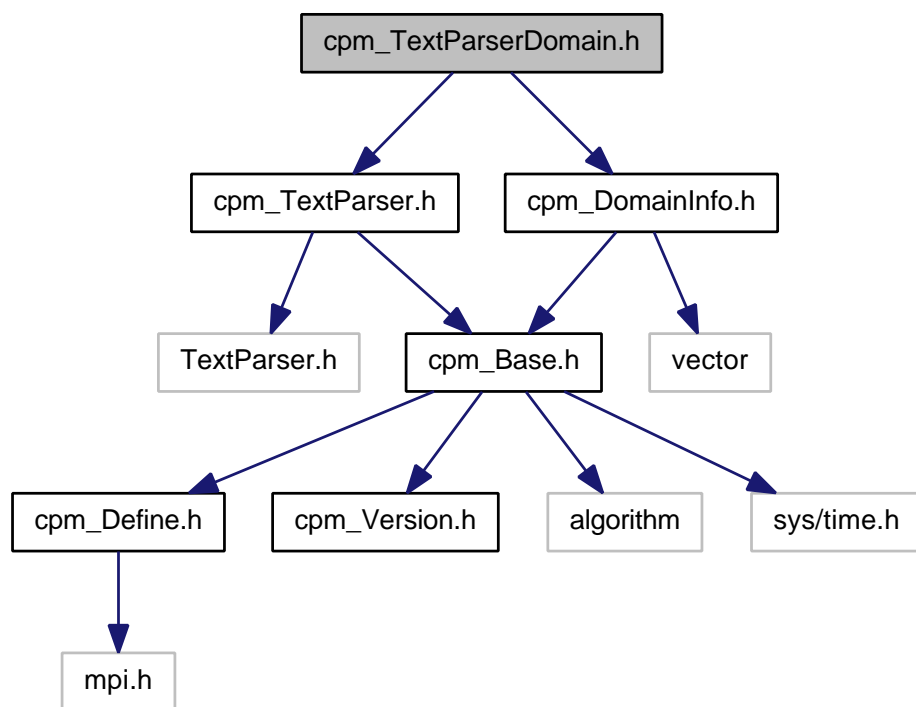 cpm_TextParserDomain.h
cpm_TextParser.h
cpm_DomainInfo.h
TextParser.h
cpm_Base.h
vector
cpm_Define.h
cpm_Version.h
algorithm
sys/time.h
mpi.h